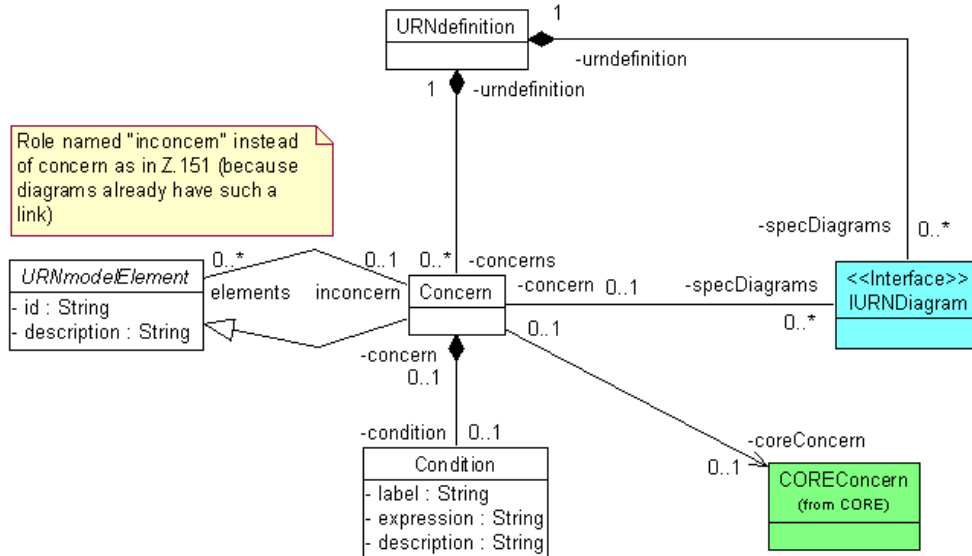 1
URNdefinition
-urndefinition
1
-urndefinition
Role named "inconcern" instead
of concern as in Z.151 (because
diagrams already have such a
link)
-specDiagrams
0..*
0..*
0..1
0..*
-concerns
URNmodelElement
- id : String
- description : String
elements
inconcern
Concern
-concern
0..1
-specDiagrams
0..*
<<Interface>>
IURNDiagram
0..1
-concern
0..1
-condition
0..1
-coreConcern
0..1
Condition
- label : String
- expression : String
- description : String
COREConcern
(from CORE)